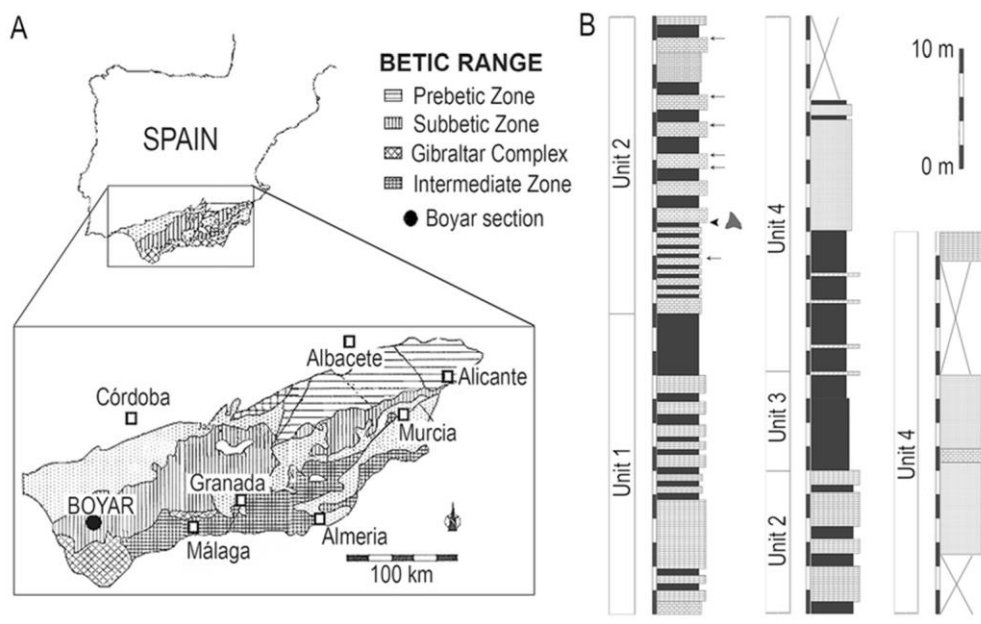 A
SPAIN
BETIC RANGE
Prebetic Zone
Subbetic Zone
Gibraltar Complex
Intermediate Zone
Boyar section
Albacete
Alicante
Córdoba
Murcia
Granada
BOYAR
Málaga
Almeria
100 km
B
Unit 2
Unit 1
Unit 4
Unit 3
Unit 2
10 m
0 m
Unit 4